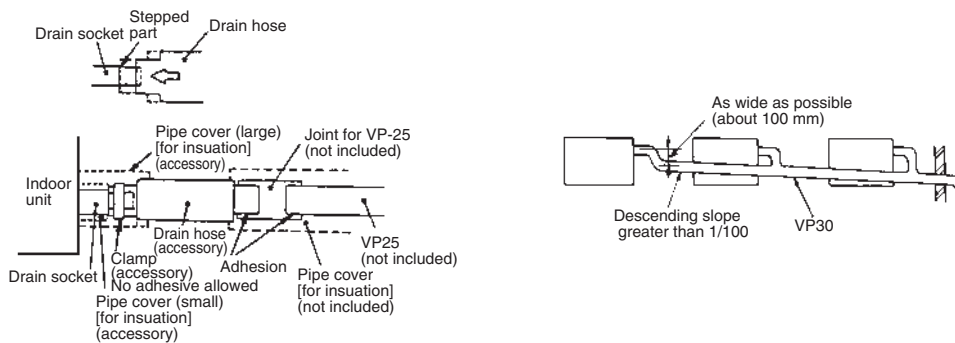 Stepped
part
Drain socket
Drain hose
Pipe cover (large)
[for insuation]
(accessory)
Joint for VP-25
(not included)
Indoor
unit
Drain hose
(accessory)
VP25
(not included)
Clamp
(accessory)
Adhesion
Drain socket
No adhesive allowed
Pipe cover
[for insuation]
(not included)
Pipe cover (small)
[for insuation]
(accessory)
As wide as possible
(about 100 mm)
Descending slope
greater than 1/100
VP30